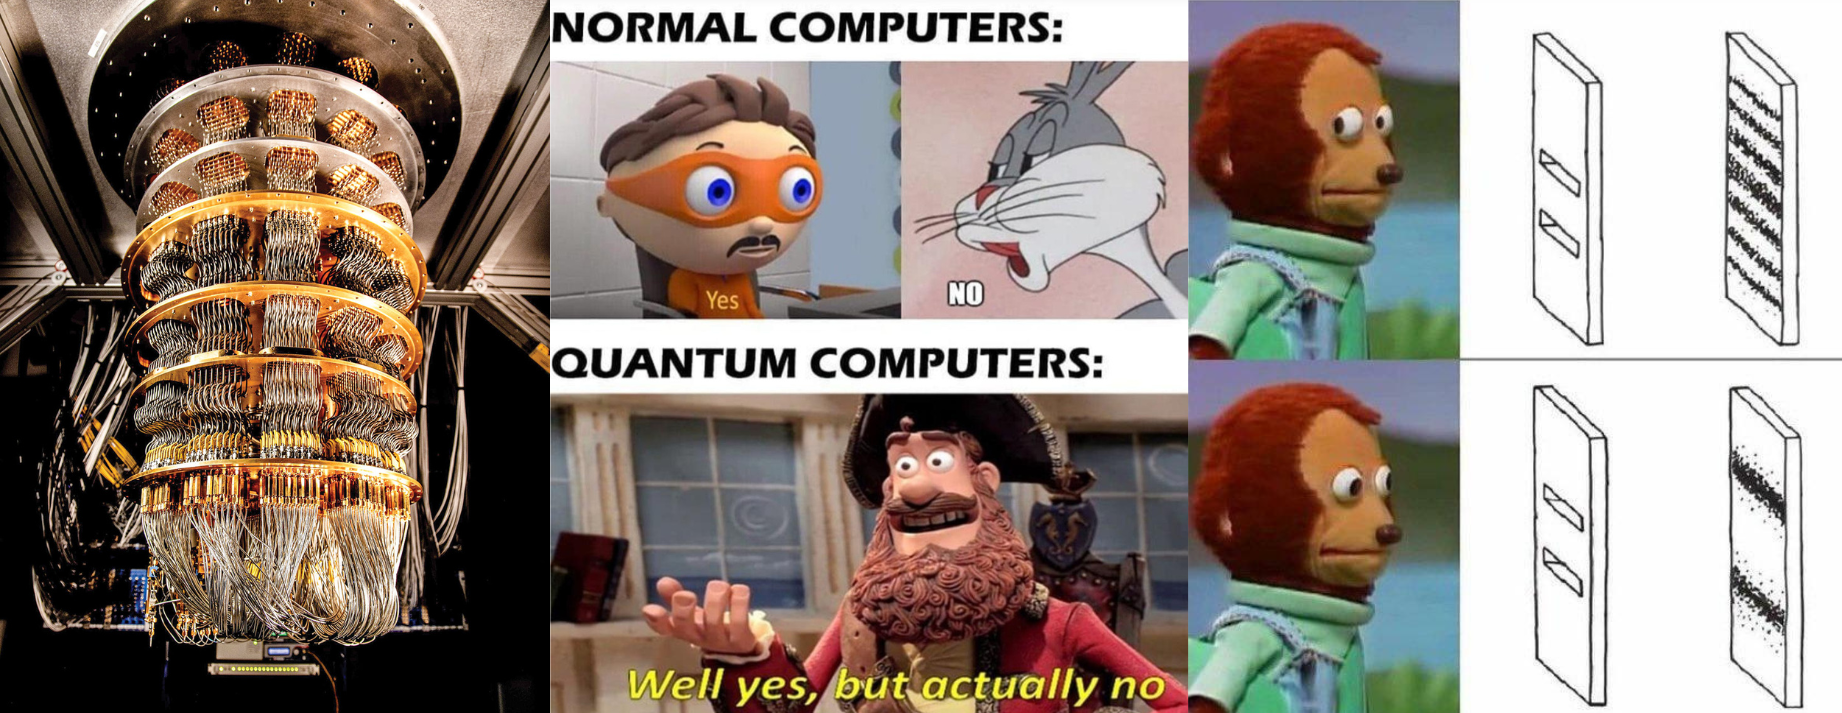 NORMAL COMPUTERS:
Yes
NO
QUANTUM COMPUTERS:
Well yes, but actually no